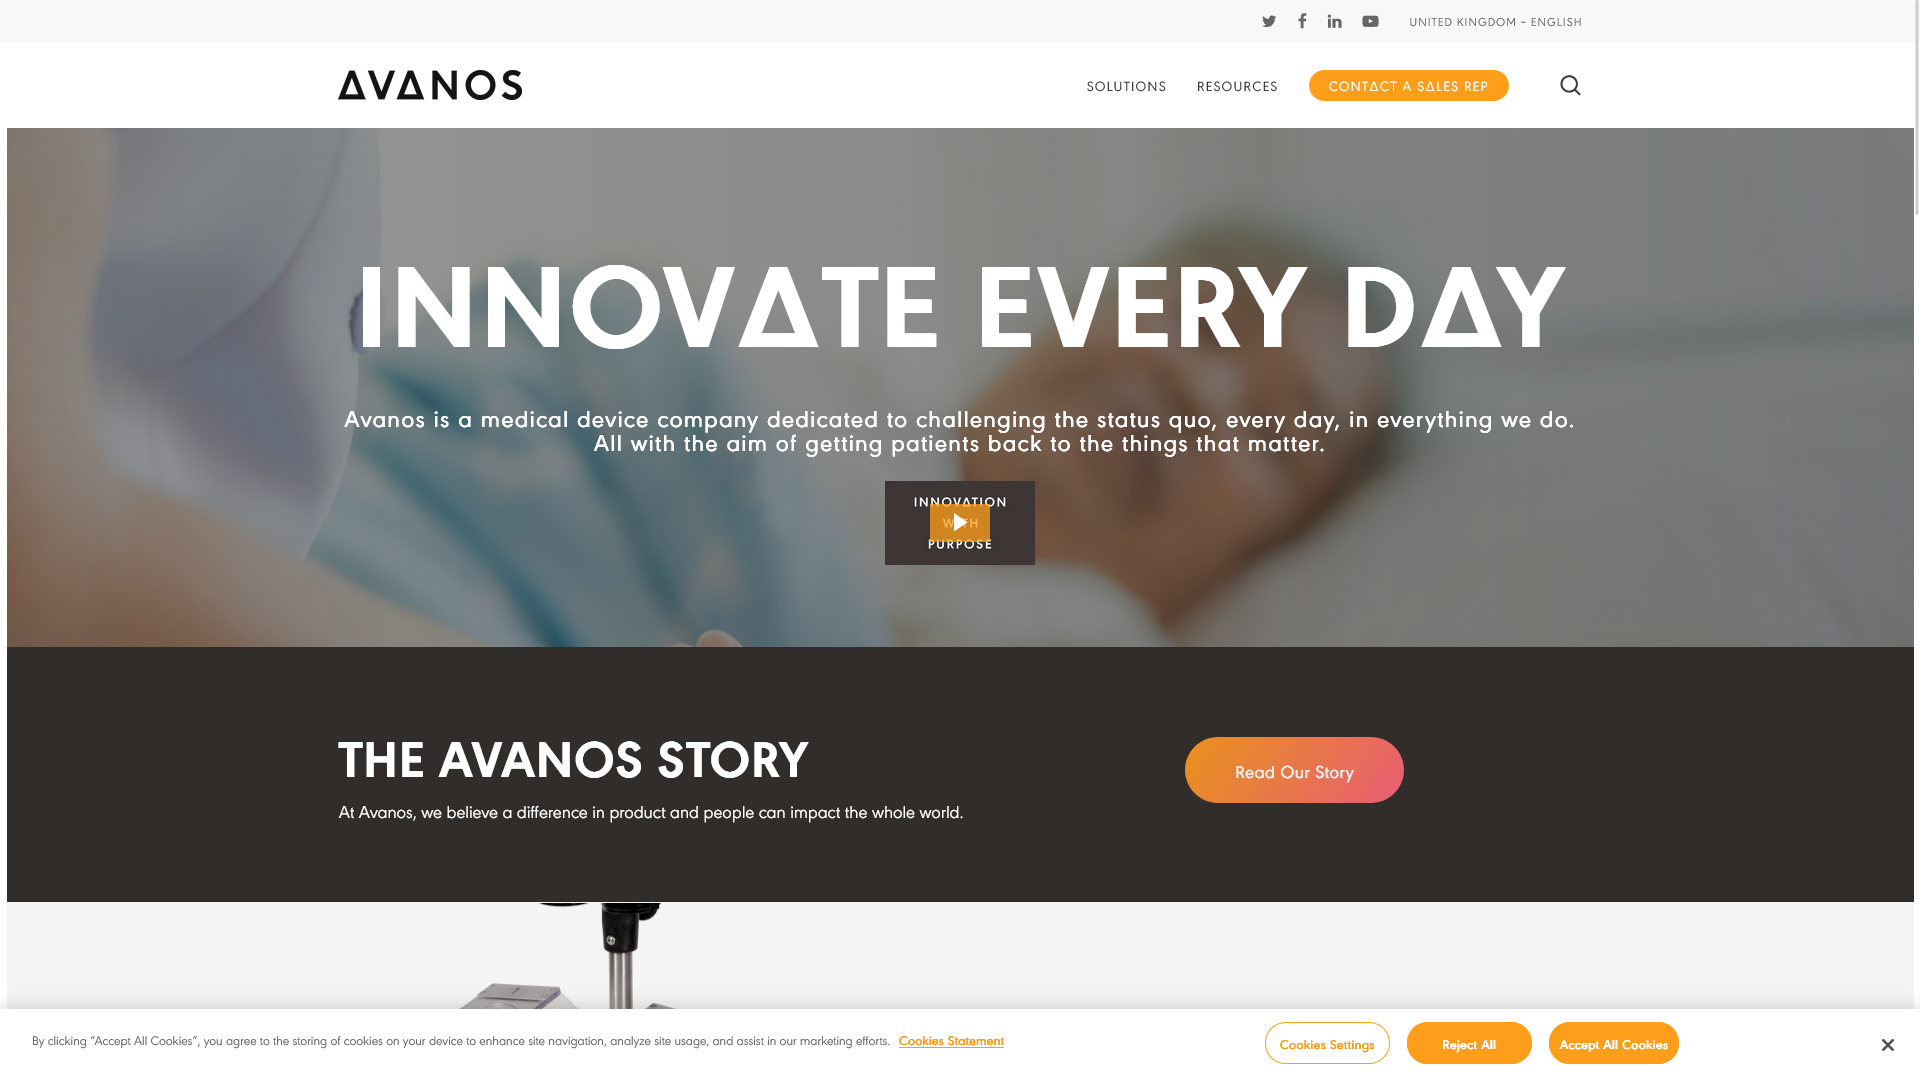 UNITED KINGDOM - ENGLISH
AVANOS
SOLUTIONS
RESOURCES
CONTACT A SALES REP
INNOVATE EVERY DAY
Avanos is a medical device company dedicated to challenging the status quo, every day, in everything we do.
All with the aim of getting patients back to the things that matter.
INNOVATION
WITH
PURPOSE
THE AVANOS STORY
At Avanos, we believe a difference in product and people can impact the whole world.
Read Our Story
By clicking “Accept All Cookies”, you agree to the storing of cookies on your device to enhance site navigation, analyze site usage, and assist in our marketing efforts. Cookies Statement
Cookies Settings
Reject All
Accept All Cookies